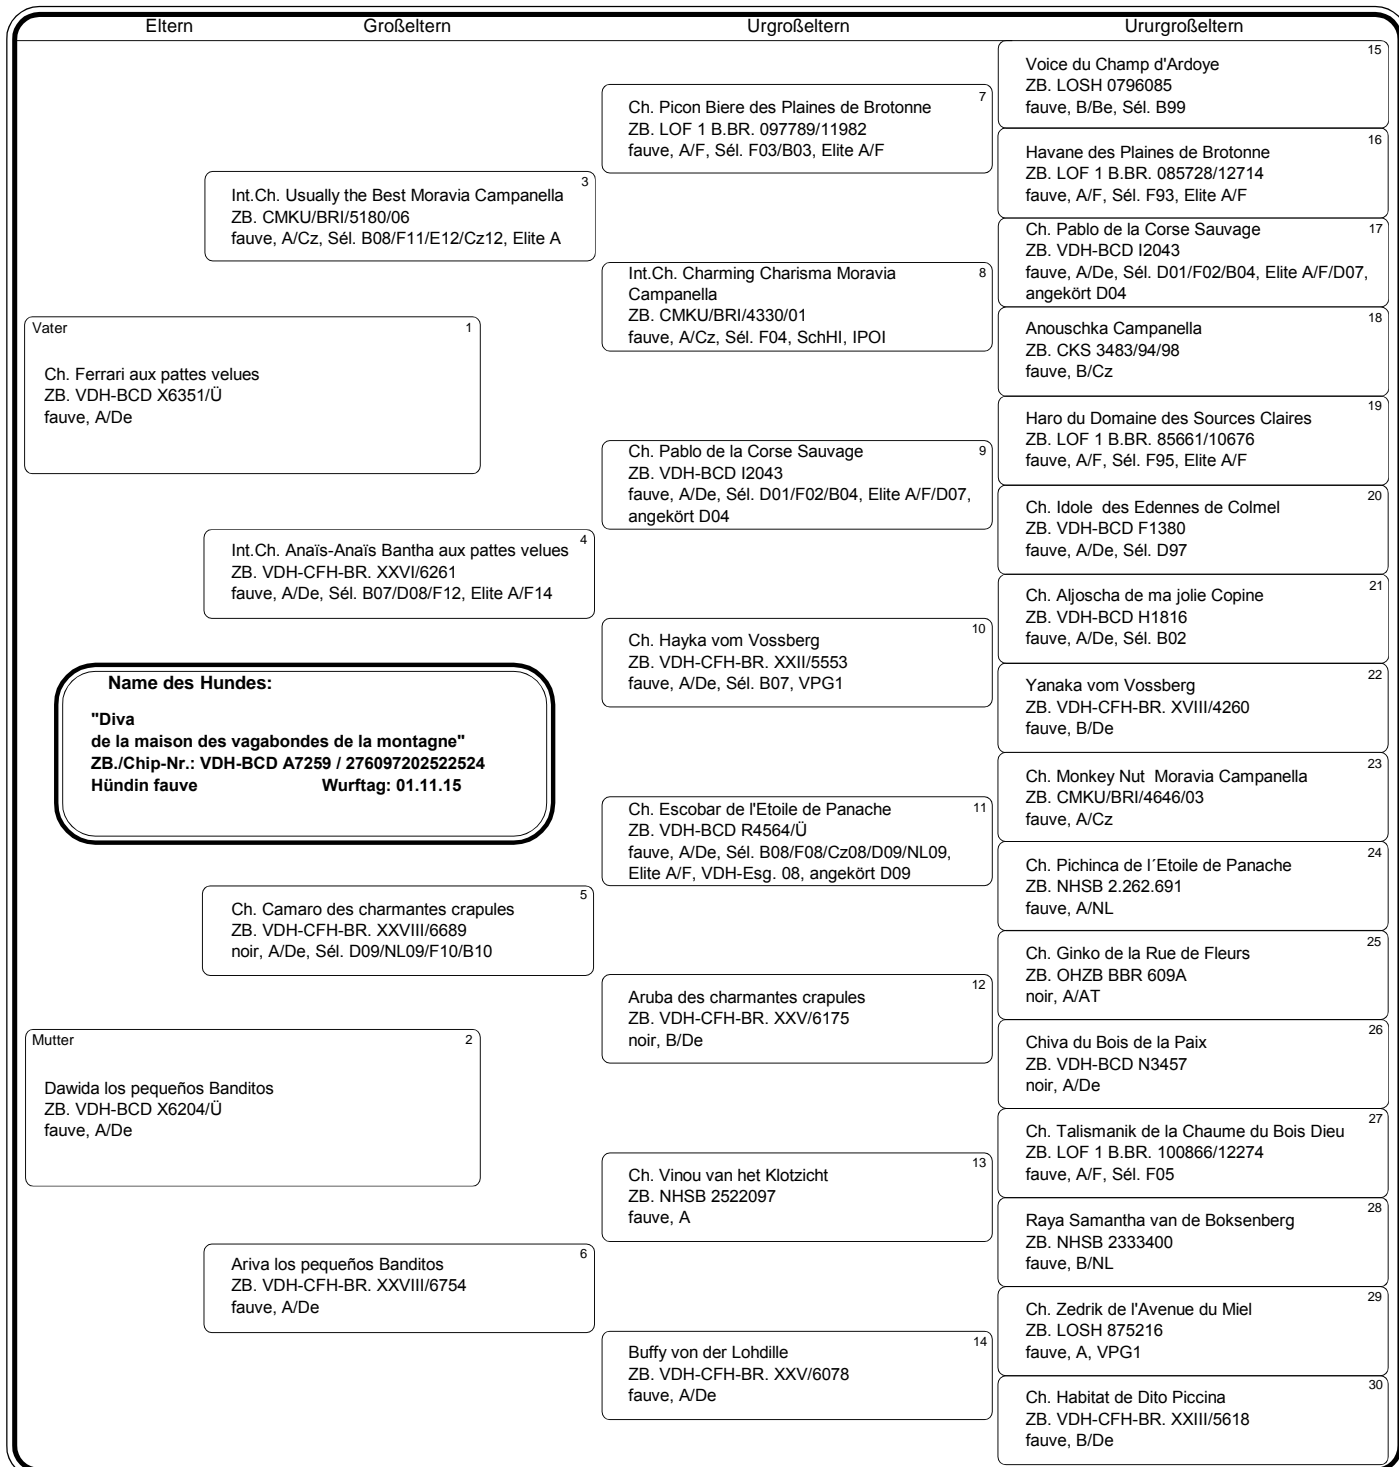 Eltern Großeltern Urgroßeltern Ururgroßeltern
Vater 1
Ch. Ferrari aux pattes velues
ZB. VDH-BCD X6351/Ü
fauve, A/De
Name des Hundes:
"Diva
de la maison des vagabondes de la montagne"
ZB./Chip-Nr.: VDH-BCD A7259 / 276097202522524
Hündin fauve Wurftag: 01.11.15
Mutter 2
Dawida los pequeños Banditos
ZB. VDH-BCD X6204/Ü
fauve, A/De
3
Int.Ch. Usually the Best Moravia Campanella
ZB. CMKU/BRI/5180/06
fauve, A/Cz, Sél. B08/F11/E12/Cz12, Elite A
4
Int.Ch. Anaïs-Anaïs Bantha aux pattes velues
ZB. VDH-CFH-BR. XXVI/6261
fauve, A/De, Sél. B07/D08/F12, Elite A/F14
5
Ch. Camaro des charmantes crapules
ZB. VDH-CFH-BR. XXVIII/6689
noir, A/De, Sél. D09/NL09/F10/B10
6
Ariva los pequeños Banditos
ZB. VDH-CFH-BR. XXVIII/6754
fauve, A/De
7
Ch. Picon Biere des Plaines de Brotonne
ZB. LOF 1 B.BR. 097789/11982
fauve, A/F, Sél. F03/B03, Elite A/F
8
Int.Ch. Charming Charisma Moravia
Campanella
ZB. CMKU/BRI/4330/01
fauve, A/Cz, Sél. F04, SchHI, IPOI
9
Ch. Pablo de la Corse Sauvage
ZB. VDH-BCD I2043
fauve, A/De, Sél. D01/F02/B04, Elite A/F/D07,
angekört D04
10
Ch. Hayka vom Vossberg
ZB. VDH-CFH-BR. XXII/5553
fauve, A/De, Sél. B07, VPG1
11
Ch. Escobar de l'Etoile de Panache
ZB. VDH-BCD R4564/Ü
fauve, A/De, Sél. B08/F08/Cz08/D09/NL09,
Elite A/F, VDH-Esg. 08, angekört D09
12
Aruba des charmantes crapules
ZB. VDH-CFH-BR. XXV/6175
noir, B/De
13
Ch. Vinou van het Klotzicht
ZB. NHSB 2522097
fauve, A
14
Buffy von der Lohdille
ZB. VDH-CFH-BR. XXV/6078
fauve, A/De
15
Voice du Champ d'Ardoye
ZB. LOSH 0796085
fauve, B/Be, Sél. B99
16
Havane des Plaines de Brotonne
ZB. LOF 1 B.BR. 085728/12714
fauve, A/F, Sél. F93, Elite A/F
17
Ch. Pablo de la Corse Sauvage
ZB. VDH-BCD I2043
fauve, A/De, Sél. D01/F02/B04, Elite A/F/D07,
angekört D04
18
Anouschka Campanella
ZB. CKS 3483/94/98
fauve, B/Cz
19
Haro du Domaine des Sources Claires
ZB. LOF 1 B.BR. 85661/10676
fauve, A/F, Sél. F95, Elite A/F
20
Ch. Idole des Edennes de Colmel
ZB. VDH-BCD F1380
fauve, A/De, Sél. D97
21
Ch. Aljoscha de ma jolie Copine
ZB. VDH-BCD H1816
fauve, A/De, Sél. B02
22
Yanaka vom Vossberg
ZB. VDH-CFH-BR. XVIII/4260
fauve, B/De
23
Ch. Monkey Nut Moravia Campanella
ZB. CMKU/BRI/4646/03
fauve, A/Cz
24
Ch. Pichinca de l´Etoile de Panache
ZB. NHSB 2.262.691
fauve, A/NL
25
Ch. Ginko de la Rue de Fleurs
ZB. OHZB BBR 609A
noir, A/AT
26
Chiva du Bois de la Paix
ZB. VDH-BCD N3457
noir, A/De
27
Ch. Talismanik de la Chaume du Bois Dieu
ZB. LOF 1 B.BR. 100866/12274
fauve, A/F, Sél. F05
28
Raya Samantha van de Boksenberg
ZB. NHSB 2333400
fauve, B/NL
29
Ch. Zedrik de l'Avenue du Miel
ZB. LOSH 875216
fauve, A, VPG1
30
Ch. Habitat de Dito Piccina
ZB. VDH-CFH-BR. XXIII/5618
fauve, B/De